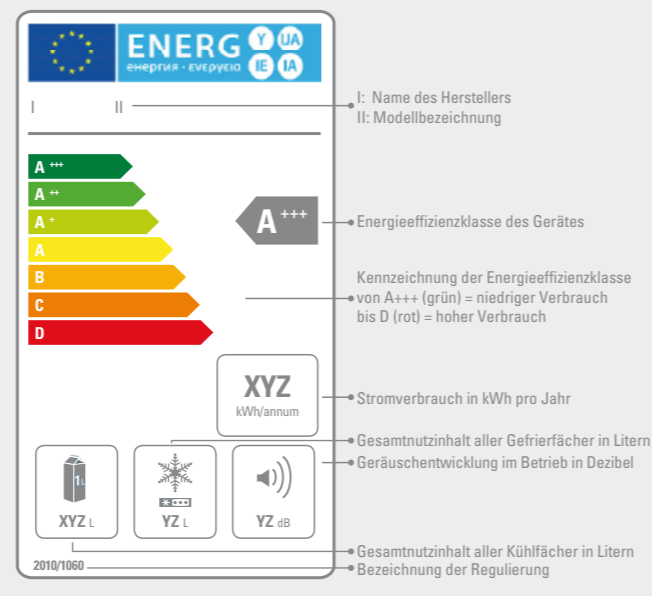 ENERG Y UA
енергия · ενεργεια IE IA
I II
I: Name des Herstellers
II: Modellbezeichnung
A+++
A++
A+
A
B
C
D
A+++
Energieeffizienzklasse des Gerätes
Kennzeichnung der Energieeffizienzklasse
von A+++ (grün) = niedriger Verbrauch
bis D (rot) = hoher Verbrauch
XYZ
kWh/annum
Stromverbrauch in kWh pro Jahr
Gesamtnutzinhalt aller Gefrierfächer in Litern
Geräuschentwicklung im Betrieb in Dezibel
1L
XYZ L
YZ L
YZ dB
Gesamtnutzinhalt aller Kühlfächer in Litern
2010/1060
Bezeichnung der Regulierung